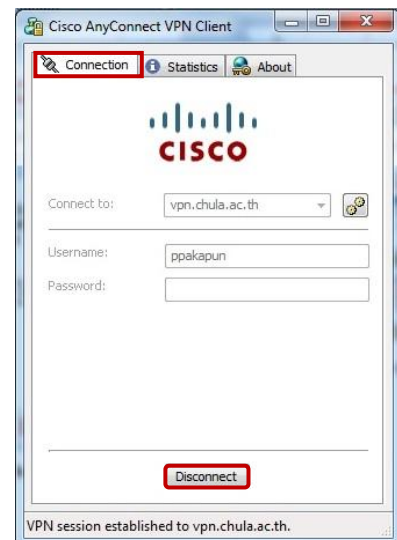 Cisco AnyConnect VPN Client
Connection Statistics About
CISCO
Connect to: vpn.chula.ac.th
Username: ppakapun
Password:
Disconnect
VPN session established to vpn.chula.ac.th.